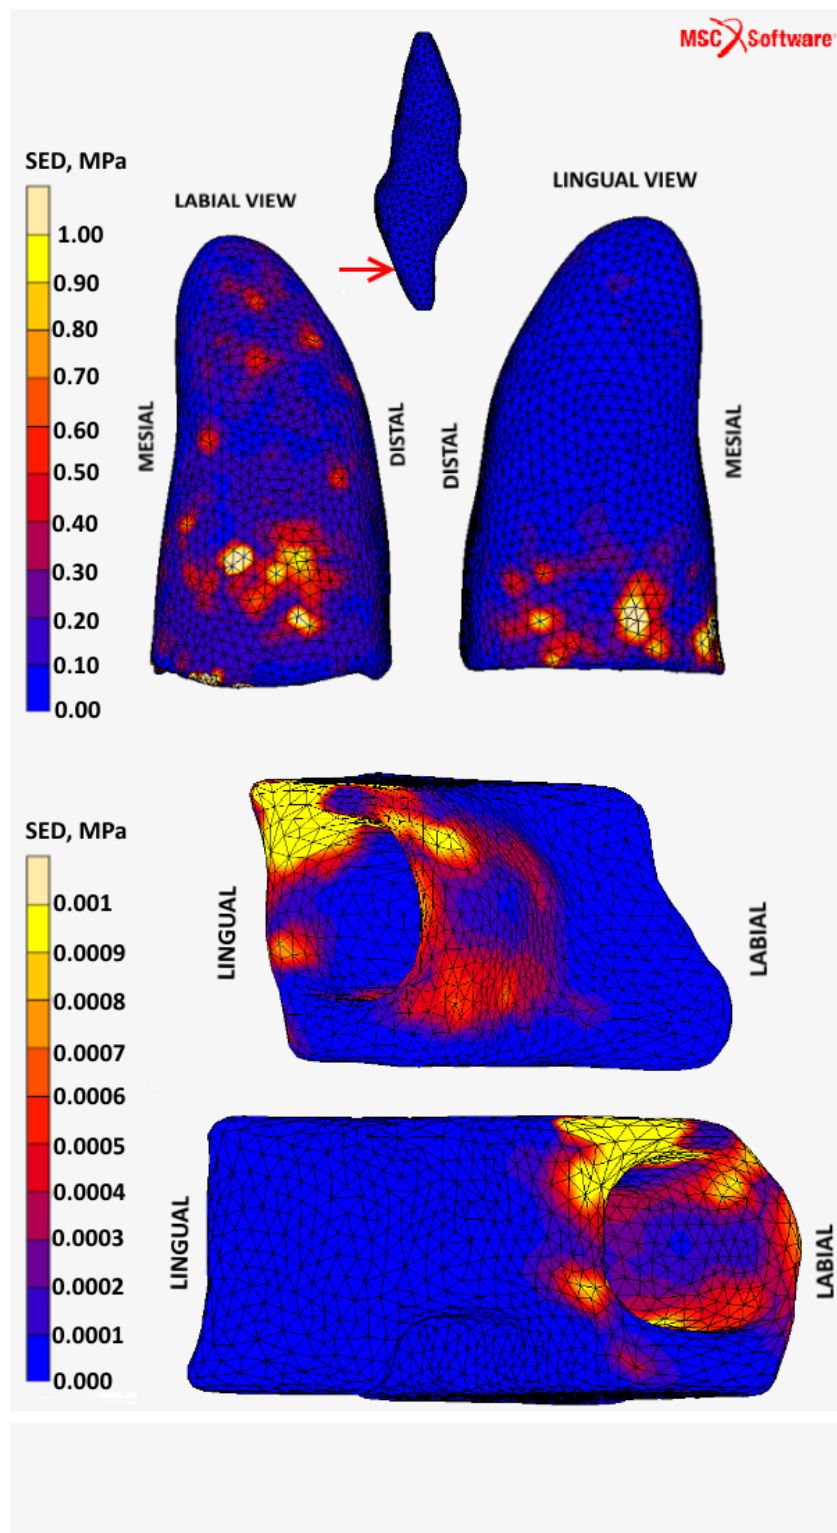 MSC Software
SED, MPa
LINGUAL VIEW
LABIAL VIEW
1.00
0.90
0.80
0.70
0.60
0.50
0.40
0.30
0.20
0.10
0.00
MESIAL
DISTAL
DISTAL
MESIAL
SED, MPa
0.001
0.0009
0.0008
0.0007
0.0006
0.0005
0.0004
0.0003
0.0002
0.0001
0.000
LINGUAL
LABIAL
LINGUAL
LABIAL